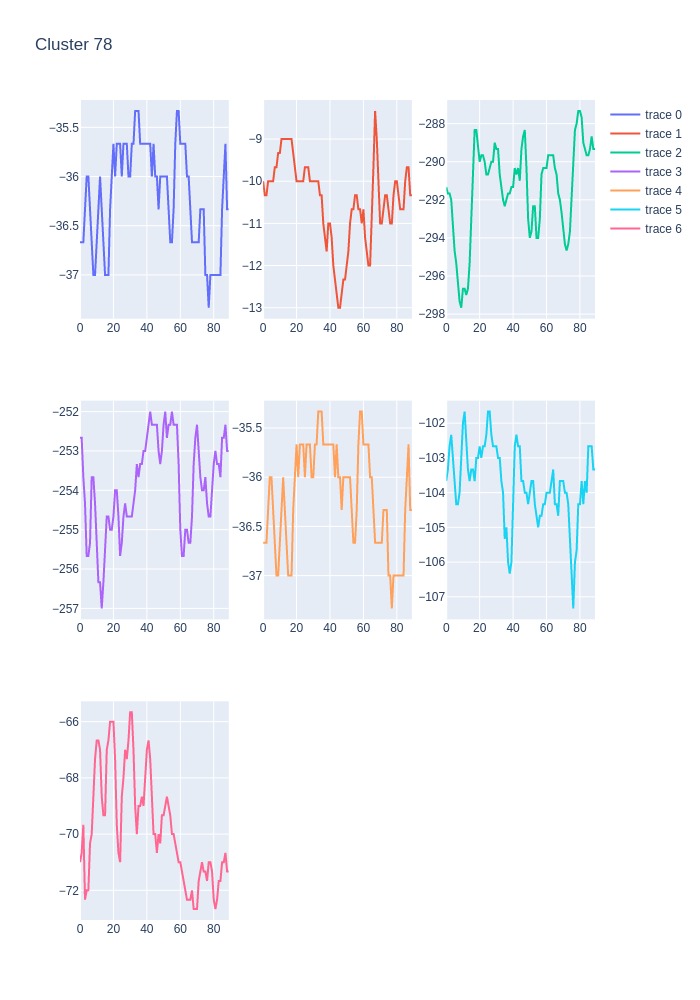 Cluster 78
−35.5
−36
−36.5
−37
0 20 40 60 80
−9
−10
−11
−12
−13
0 20 40 60 80
−288
−290
−292
−294
−296
−298
0 20 40 60 80
trace 0
trace 1
trace 2
trace 3
trace 4
trace 5
trace 6
−252
−253
−254
−255
−256
−257
0 20 40 60 80
−35.5
−36
−36.5
−37
0 20 40 60 80
−102
−103
−104
−105
−106
−107
0 20 40 60 80
−66
−68
−70
−72
0 20 40 60 80